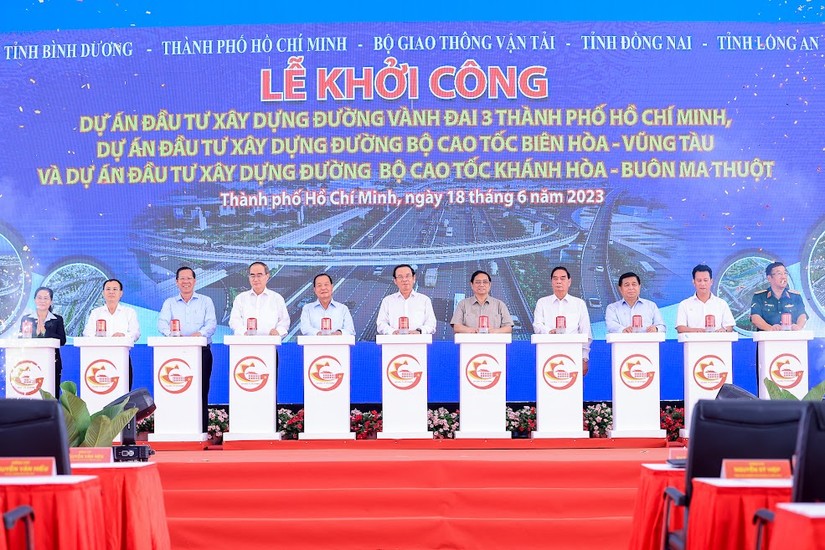 TỈNH BÌNH DƯƠNG - THÀNH PHỐ HỒ CHÍ MINH - BỘ GIAO THÔNG VẬN TẢI - TỈNH ĐỒNG NAI - TỈNH LONG AN
LỄ KHỞI CÔNG
DỰ ÁN ĐẦU TƯ XÂY DỰNG ĐƯỜNG VÀNH ĐAI 3 THÀNH PHỐ HỒ CHÍ MINH,
DỰ ÁN ĐẦU TƯ XÂY DỰNG ĐƯỜNG BỘ CAO TỐC BIÊN HÒA - VŨNG TÀU
VÀ DỰ ÁN ĐẦU TƯ XÂY DỰNG ĐƯỜNG BỘ CAO TỐC KHÁNH HÒA - BUÔN MA THUỘT
Thành phố Hồ Chí Minh, ngày 18 tháng 6 năm 2023